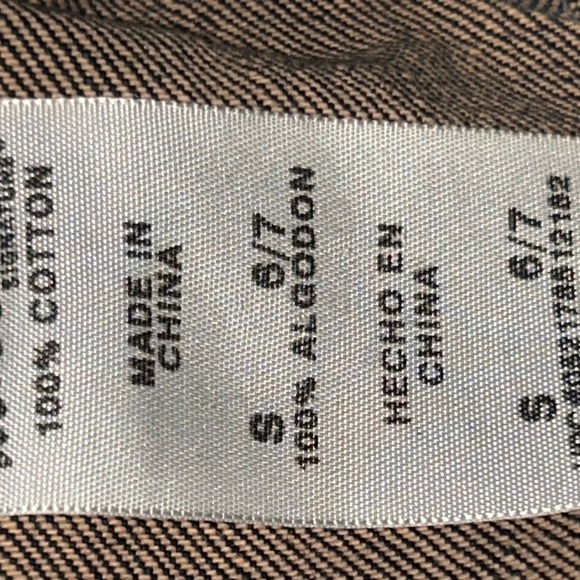 SIGNATURE
100% COTTON
MADE IN
CHINA
S 6/7
100% ALGODON
HECHO EN
CHINA
S 6/7